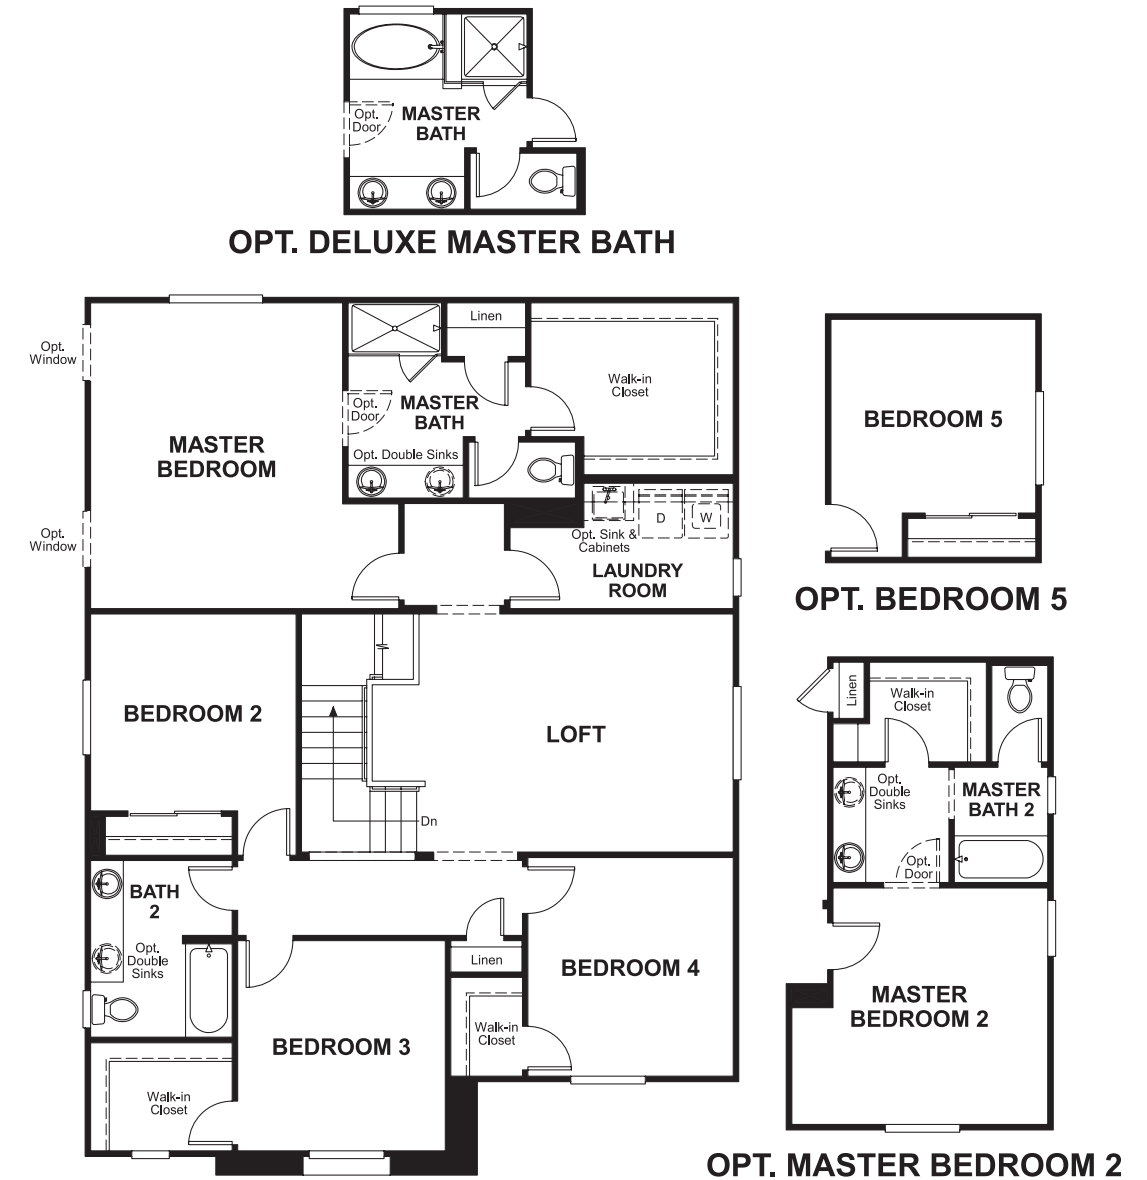 Opt.
Door
MASTER
BATH
OPT. DELUXE MASTER BATH
Opt.
Window
Opt.
Window
MASTER
BEDROOM
Linen
Opt.
Door
MASTER
BATH
Opt. Double Sinks
Walk-in
Closet
D
W
Opt. Sink &
Cabinets
LAUNDRY
ROOM
BEDROOM 2
LOFT
Dn
BATH
2
Opt.
Double
Sinks
Linen
BEDROOM 4
Walk-in
Closet
BEDROOM 3
Walk-in
Closet
BEDROOM 5
OPT. BEDROOM 5
Linen
Walk-in
Closet
Opt.
Double
Sinks
MASTER
BATH 2
Opt.
Door
MASTER
BEDROOM 2
OPT. MASTER BEDROOM 2